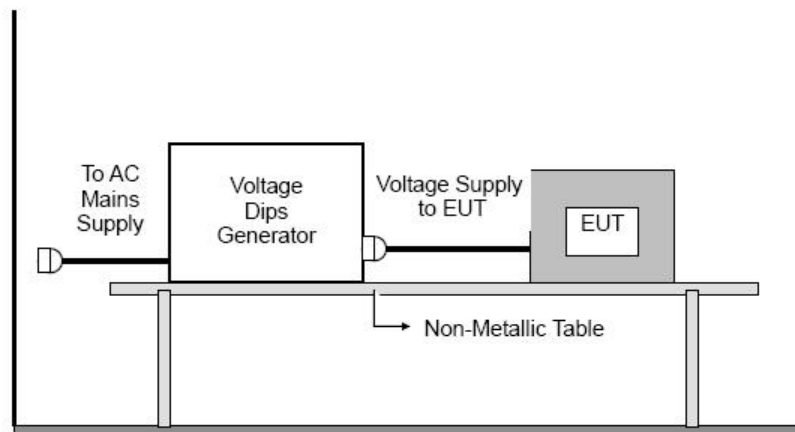 To AC
Mains
Supply
Voltage
Dips
Generator
Voltage Supply
to EUT
EUT
Non-Metallic Table